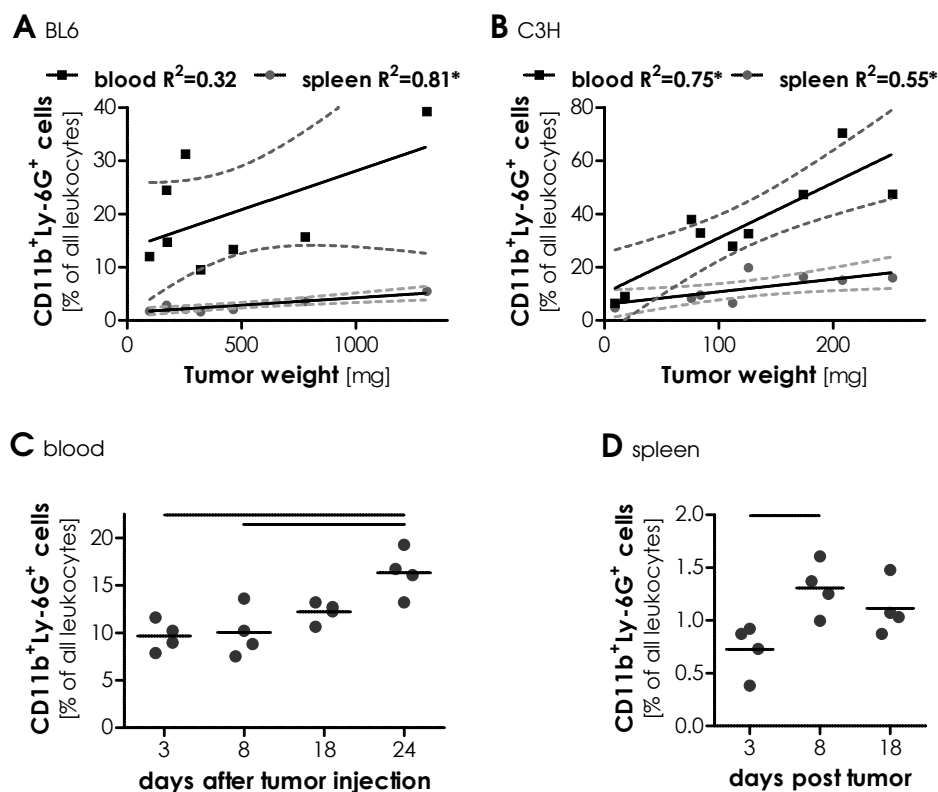 A BL6
blood R²=0.32 spleen R²=0.81*
CD11b⁺Ly-6G⁺ cells
[% of all leukocytes]
40
30
20
10
0
0 500 1000
Tumor weight [mg]
B C3H
blood R²=0.75* spleen R²=0.55*
CD11b⁺Ly-6G⁺ cells
[% of all leukocytes]
80
60
40
20
0
0 100 200
Tumor weight [mg]
C blood
CD11b⁺Ly-6G⁺ cells
[% of all leukocytes]
20
15
10
5
0
3 8 18 24
days after tumor injection
D spleen
CD11b⁺Ly-6G⁺ cells
[% of all leukocytes]
2.0
1.5
1.0
0.5
0.0
3 8 18
days post tumor